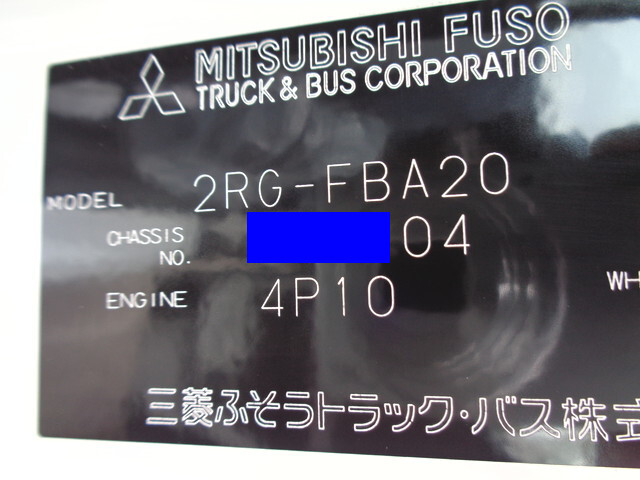 MITSUBISHI FUSO
TRUCK & BUS CORPORATION
MODEL 2RG-FBA20
CHASSIS NO. 04
ENGINE 4P10
WH
三菱ふそうトラック・バス株式